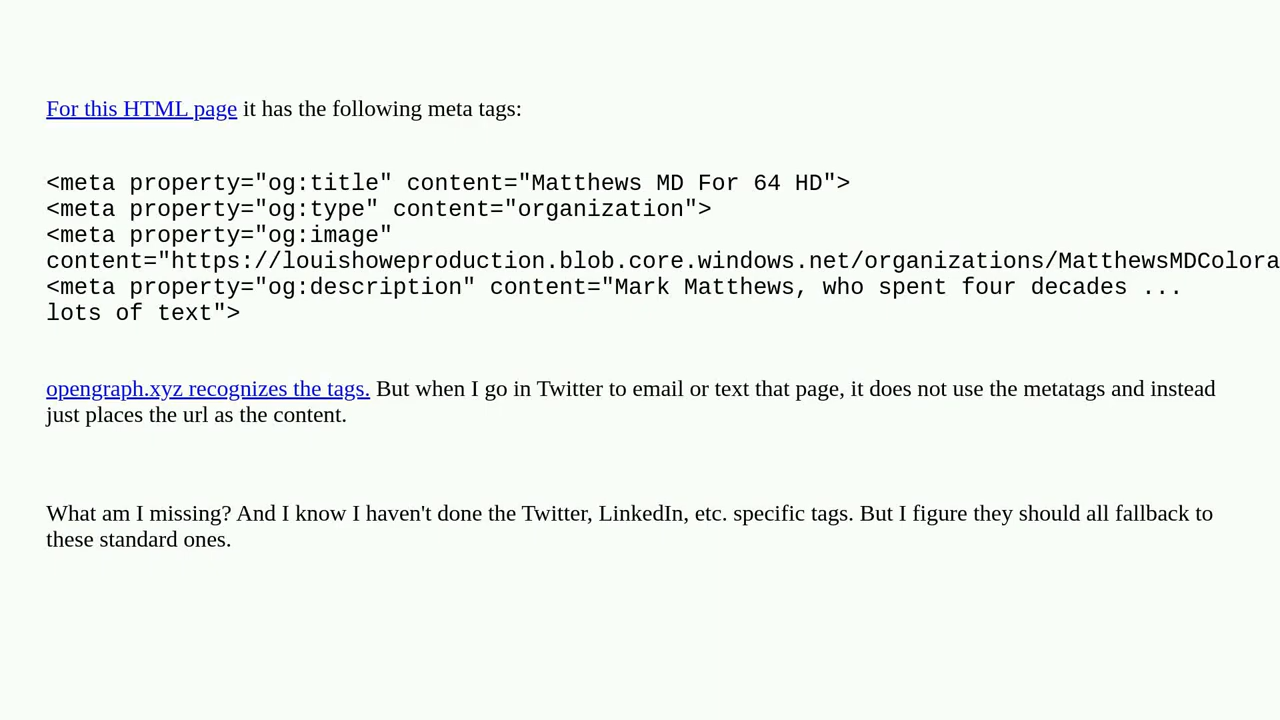 For this HTML page it has the following meta tags:
<meta property="og:title" content="Matthews MD For 64 HD">
<meta property="og:type" content="organization">
<meta property="og:image"
content="https://louishoweproduction.blob.core.windows.net/organizations/MatthewsMDColora
<meta property="og:description" content="Mark Matthews, who spent four decades ...
lots of text">
opengraph.xyz recognizes the tags. But when I go in Twitter to email or text that page, it does not use the metatags and instead
just places the url as the content.
What am I missing? And I know I haven't done the Twitter, LinkedIn, etc. specific tags. But I figure they should all fallback to
these standard ones.